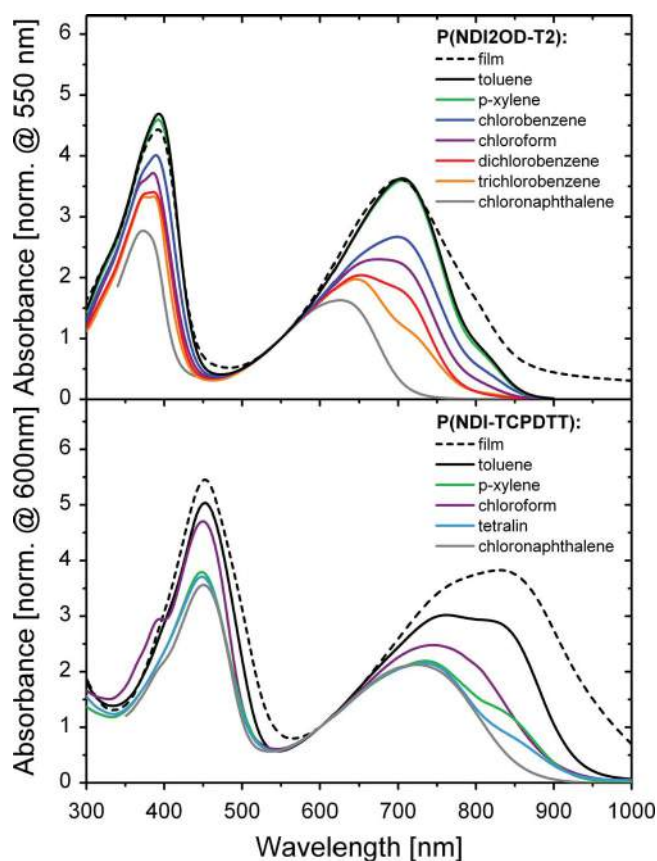 P(NDI2OD-T2):
film
toluene
p-xylene
chlorobenzene
chloroform
dichlorobenzene
trichlorobenzene
chloronaphthalene
Absorbance [norm. @ 550 nm]
6
5
4
3
2
1
0
P(NDI-TCPDTT):
film
toluene
p-xylene
chloroform
tetralin
chloronaphthalene
Absorbance [norm. @ 600nm]
6
5
4
3
2
1
0
300 400 500 600 700 800 900 1000
Wavelength [nm]